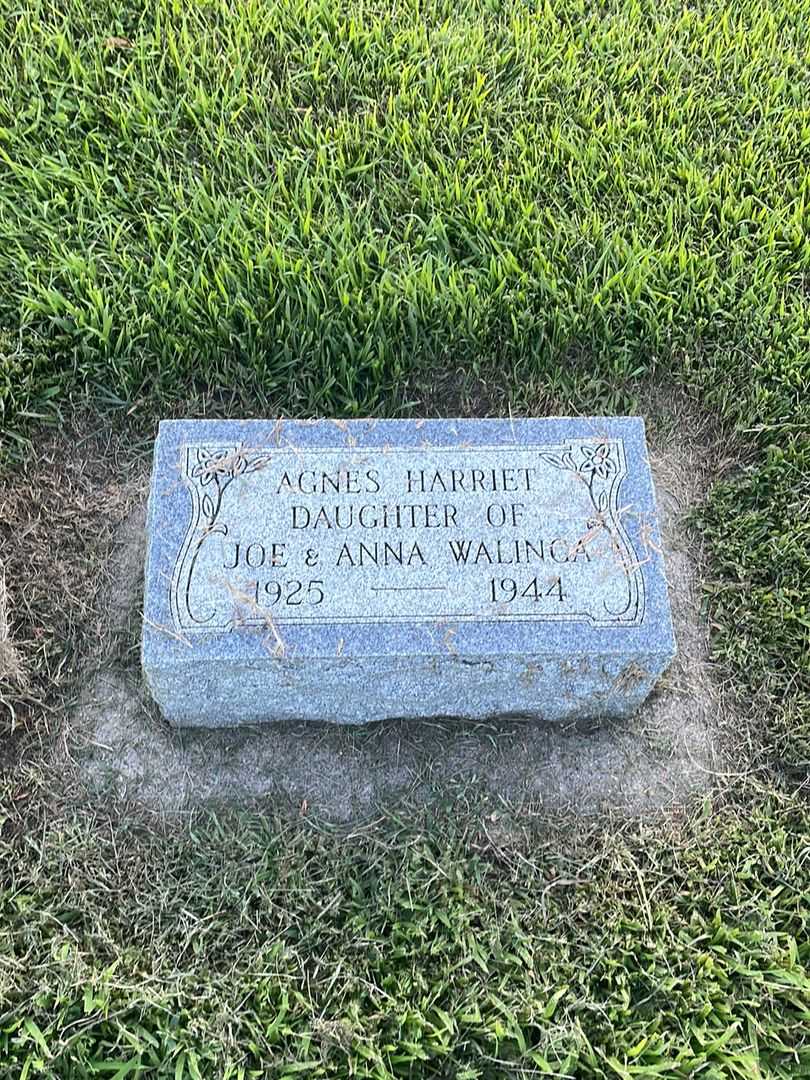 AGNES HARRIET
DAUGHTER OF
JOE & ANNA WALINGA
1925 — 1944